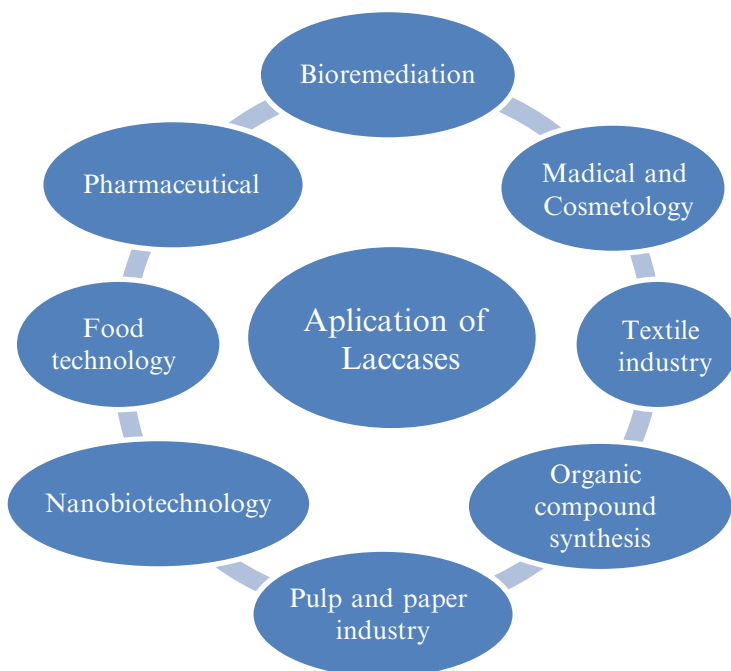 Bioremediation
Madical and
Cosmetology
Textile
industry
Organic
compound
synthesis
Pulp and paper
industry
Nanobiotechnology
Food
technology
Pharmaceutical
Aplication of
Laccases